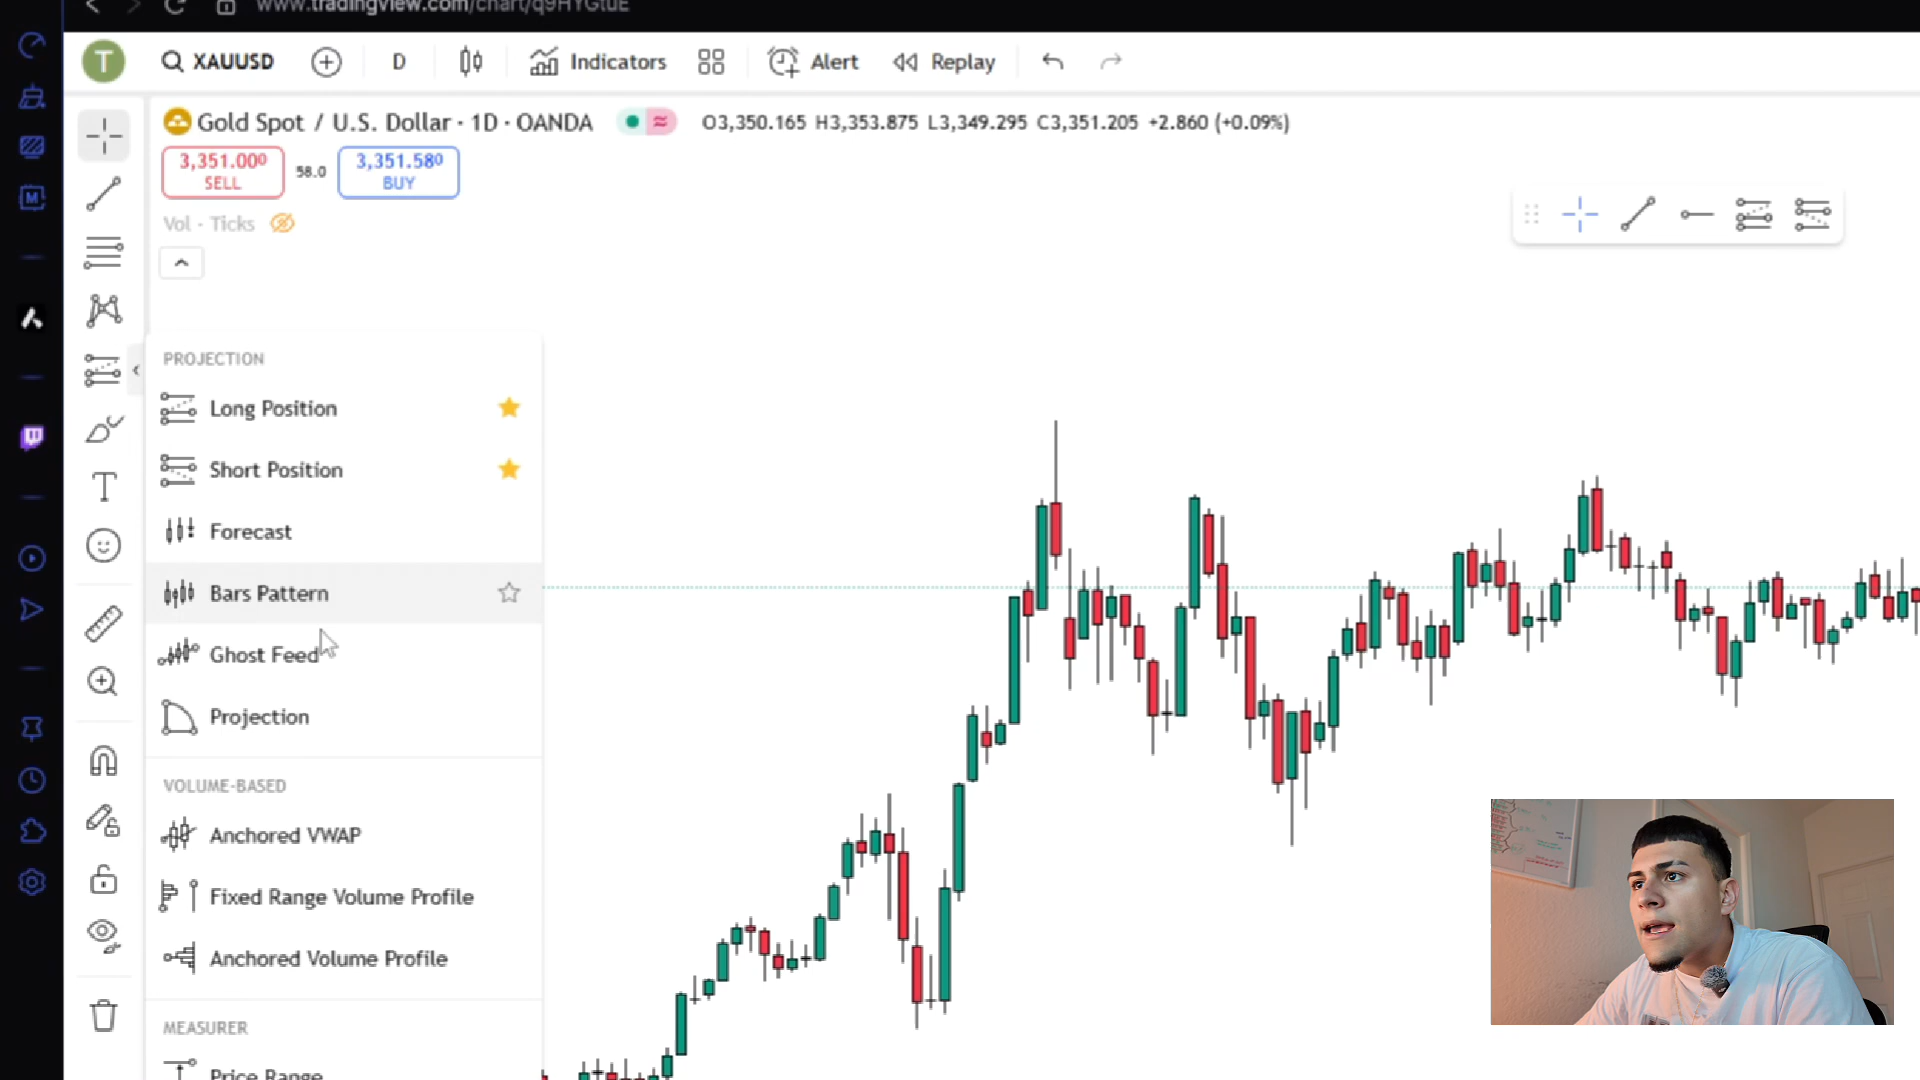 www.tradingview.com/chart/q9HYGtuE
T
XAUUSD
D
Indicators
Alert
Replay
Gold Spot / U.S. Dollar · 1D · OANDA
O3,350.165 H3,353.875 L3,349.295 C3,351.205 +2.860 (+0.09%)
3,351.000
SELL
58.0
3,351.580
BUY
Vol · Ticks
PROJECTION
Long Position
Short Position
Forecast
Bars Pattern
Ghost Feed
Projection
VOLUME-BASED
Anchored VWAP
Fixed Range Volume Profile
Anchored Volume Profile
MEASURER
Price Range